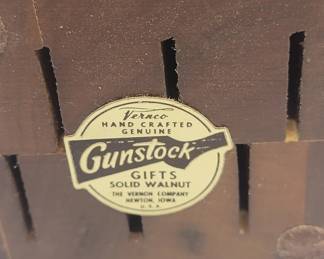 Vernco
HAND CRAFTED
GENUINE
Gunstock
GIFTS
SOLID WALNUT
THE VERNON COMPANY
NEWTON, IOWA
U.S.A.